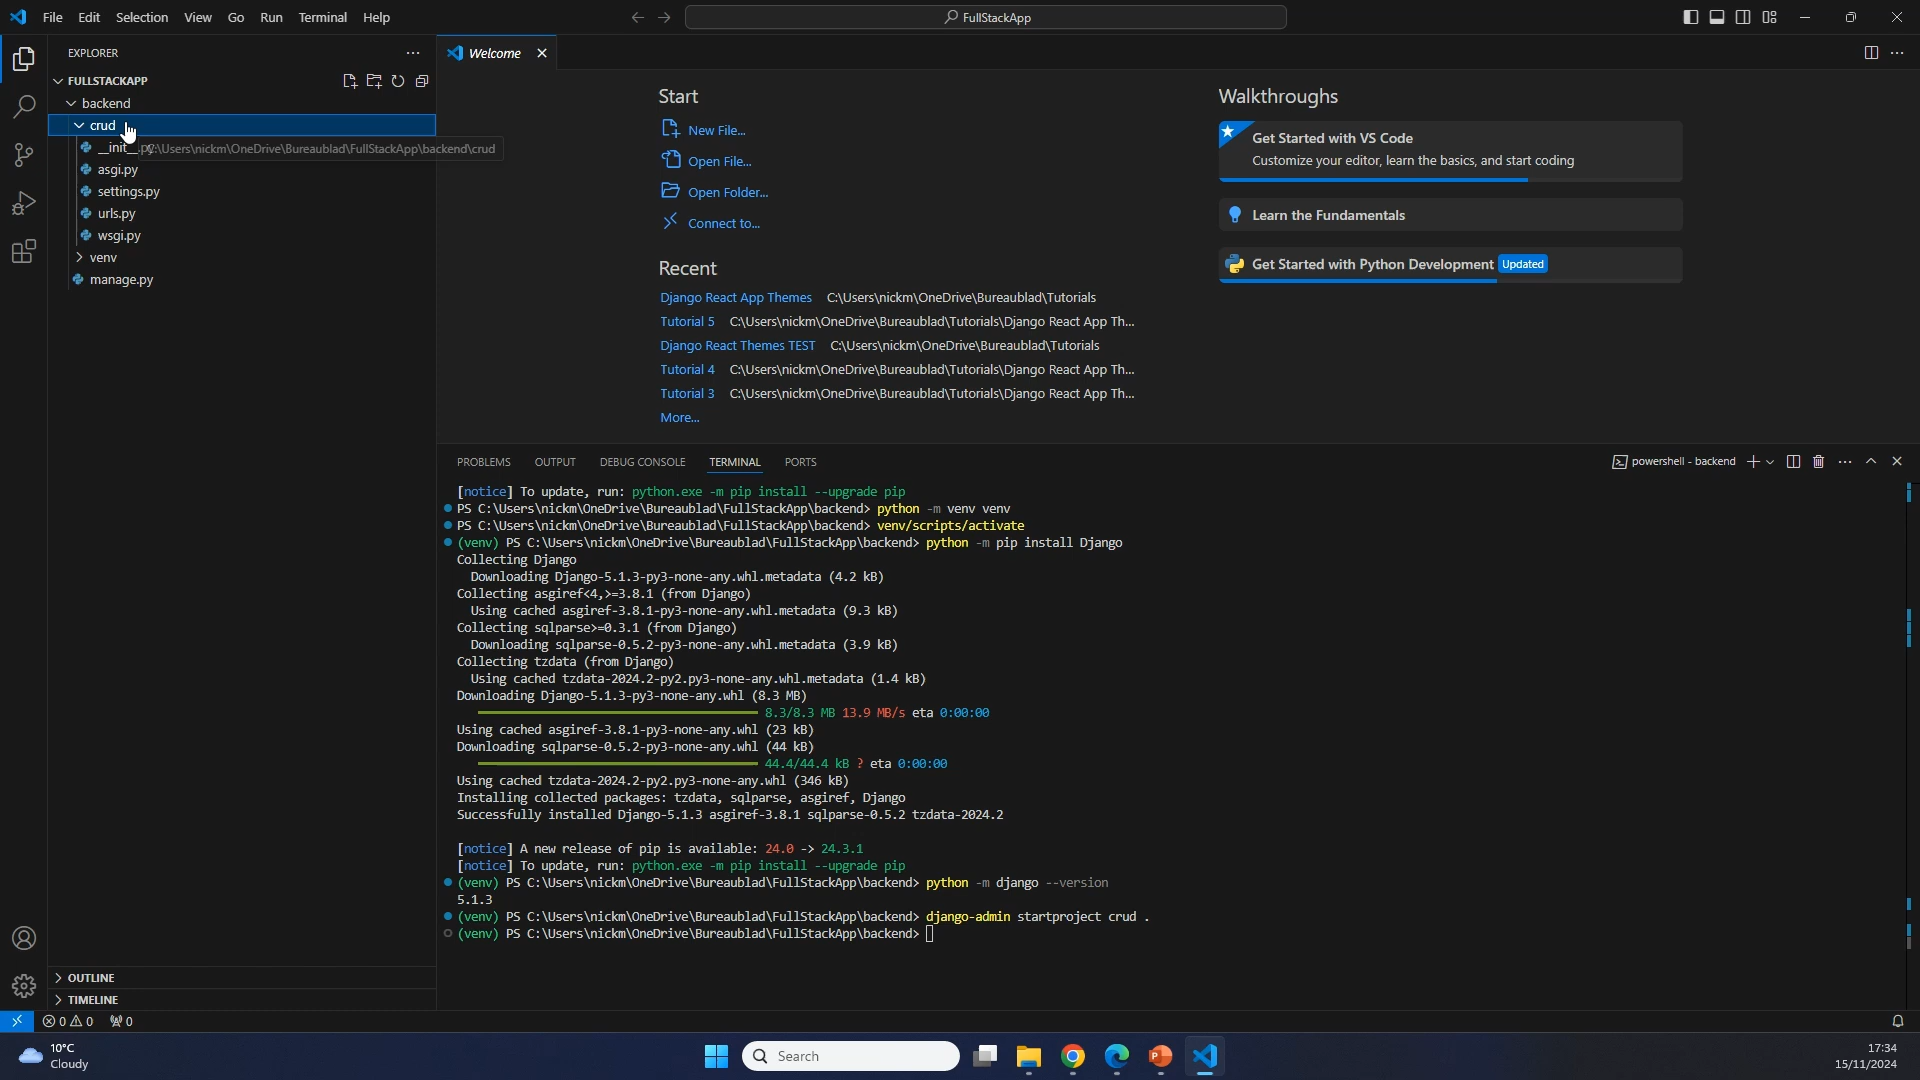 File Edit Selection View Go Run Terminal Help
FullStackApp
EXPLORER
FULLSTACKAPP
backend
crud
C:\Users\nickm\OneDrive\Bureaublad\FullStackApp\backend\crud
asgi.py
settings.py
urls.py
wsgi.py
venv
manage.py
OUTLINE
TIMELINE
Welcome
Start
New File...
Open File...
Open Folder...
Connect to...
Recent
Django React App Themes C:\Users\nickm\OneDrive\Bureaublad\Tutorials
Tutorial 5 C:\Users\nickm\OneDrive\Bureaublad\Tutorials\Django React App Th...
Django React Themes TEST C:\Users\nickm\OneDrive\Bureaublad\Tutorials
Tutorial 4 C:\Users\nickm\OneDrive\Bureaublad\Tutorials\Django React App Th...
Tutorial 3 C:\Users\nickm\OneDrive\Bureaublad\Tutorials\Django React App Th...
More...
Walkthroughs
Get Started with VS Code
Customize your editor, learn the basics, and start coding
Learn the Fundamentals
Get Started with Python Development Updated
PROBLEMS OUTPUT DEBUG CONSOLE TERMINAL PORTS
powershell - backend
[notice] To update, run: python.exe -m pip install --upgrade pip
PS C:\Users\nickm\OneDrive\Bureaublad\FullStackApp\backend> python -m venv venv
PS C:\Users\nickm\OneDrive\Bureaublad\FullStackApp\backend> venv/scripts/activate
(venv) PS C:\Users\nickm\OneDrive\Bureaublad\FullStackApp\backend> python -m pip install Django
Collecting Django
Downloading Django-5.1.3-py3-none-any.whl.metadata (4.2 kB)
Collecting asgiref<4,>=3.8.1 (from Django)
Using cached asgiref-3.8.1-py3-none-any.whl.metadata (9.3 kB)
Collecting sqlparse>=0.3.1 (from Django)
Downloading sqlparse-0.5.2-py3-none-any.whl.metadata (3.9 kB)
Collecting tzdata (from Django)
Using cached tzdata-2024.2-py2.py3-none-any.whl.metadata (1.4 kB)
Downloading Django-5.1.3-py3-none-any.whl (8.3 MB)
8.3/8.3 MB 13.9 MB/s eta 0:00:00
Using cached asgiref-3.8.1-py3-none-any.whl (23 kB)
Downloading sqlparse-0.5.2-py3-none-any.whl (44 kB)
44.4/44.4 kB ? eta 0:00:00
Using cached tzdata-2024.2-py2.py3-none-any.whl (346 kB)
Installing collected packages: tzdata, sqlparse, asgiref, Django
Successfully installed Django-5.1.3 asgiref-3.8.1 sqlparse-0.5.2 tzdata-2024.2
[notice] A new release of pip is available: 24.0 -> 24.3.1
[notice] To update, run: python.exe -m pip install --upgrade pip
(venv) PS C:\Users\nickm\OneDrive\Bureaublad\FullStackApp\backend> python -m django --version
5.1.3
(venv) PS C:\Users\nickm\OneDrive\Bureaublad\FullStackApp\backend> django-admin startproject crud .
(venv) PS C:\Users\nickm\OneDrive\Bureaublad\FullStackApp\backend>
0 0 0
10°C
Cloudy
Search
17:34
15/11/2024